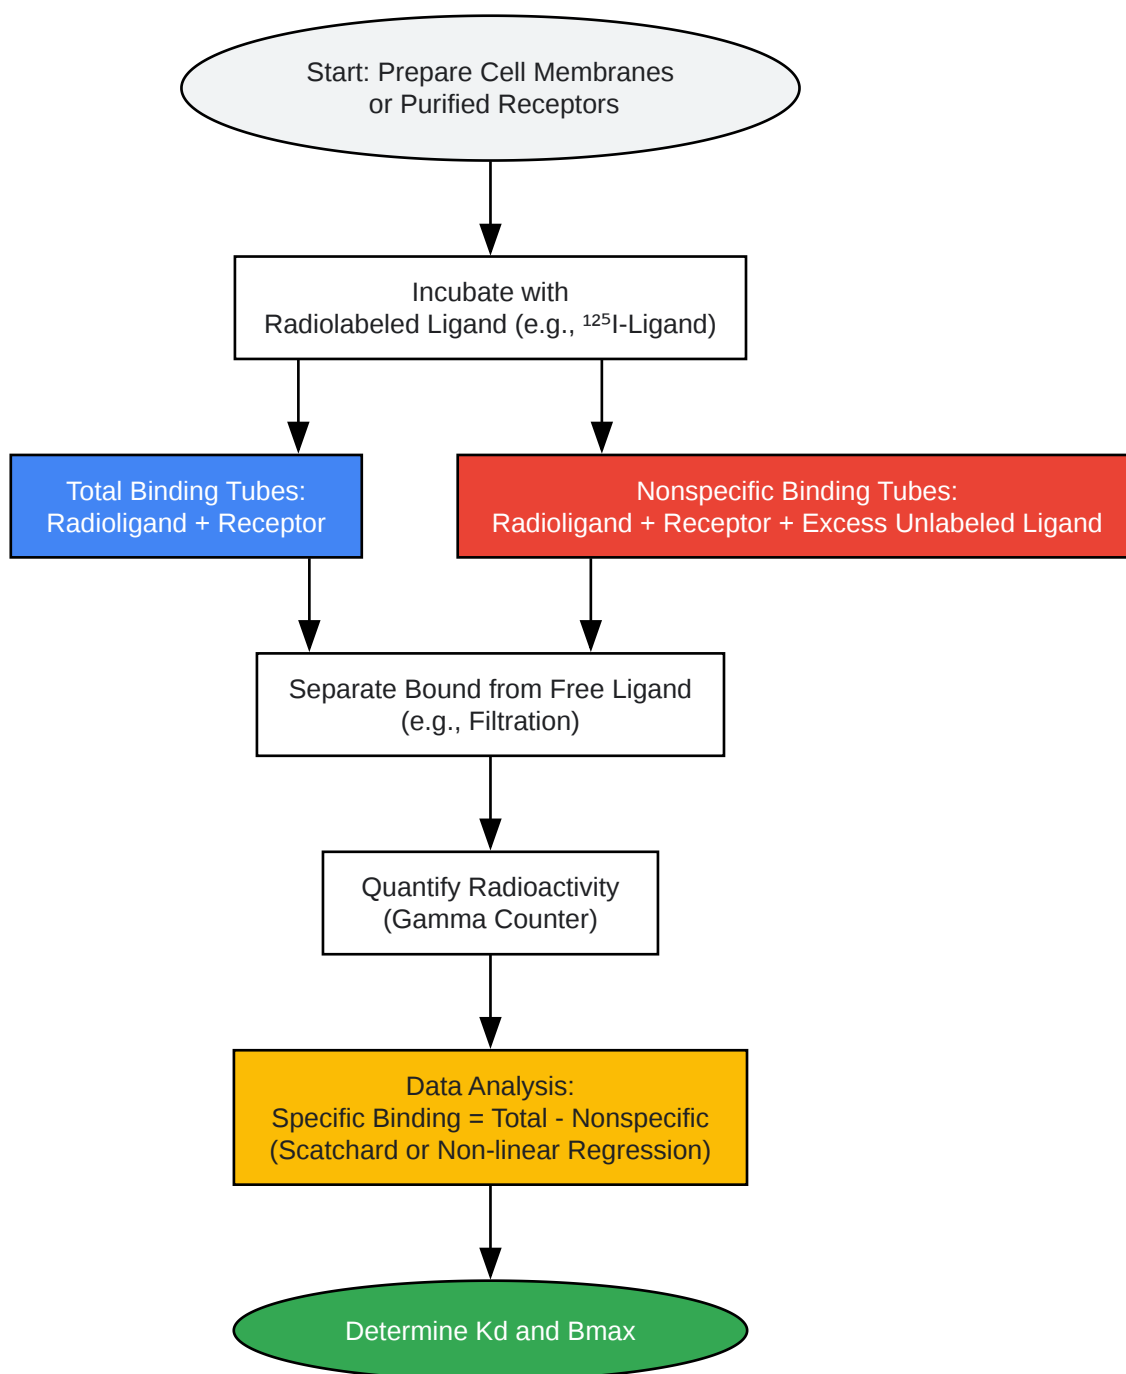 Start: Prepare Cell Membranes
or Purified Receptors
Incubate with
Radiolabeled Ligand (e.g., ¹²⁵I-Ligand)
Total Binding Tubes:
Radioligand + Receptor
Nonspecific Binding Tubes:
Radioligand + Receptor + Excess Unlabeled Ligand
Separate Bound from Free Ligand
(e.g., Filtration)
Quantify Radioactivity
(Gamma Counter)
Data Analysis:
Specific Binding = Total - Nonspecific
(Scatchard or Non-linear Regression)
Determine Kd and Bmax